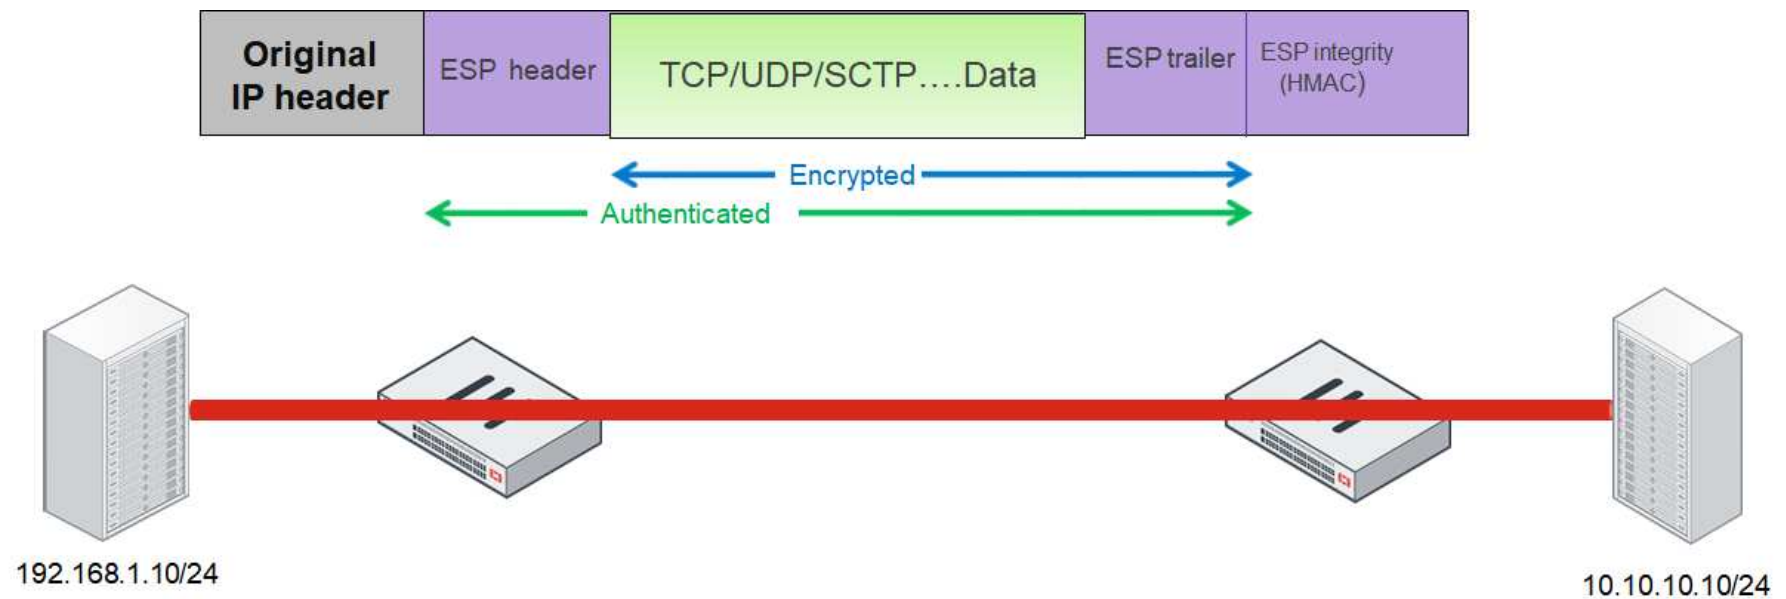 Original
IP header
ESP header
TCP/UDP/SCTP....Data
ESP trailer
ESP integrity
(HMAC)
Encrypted
Authenticated
192.168.1.10/24
10.10.10.10/24